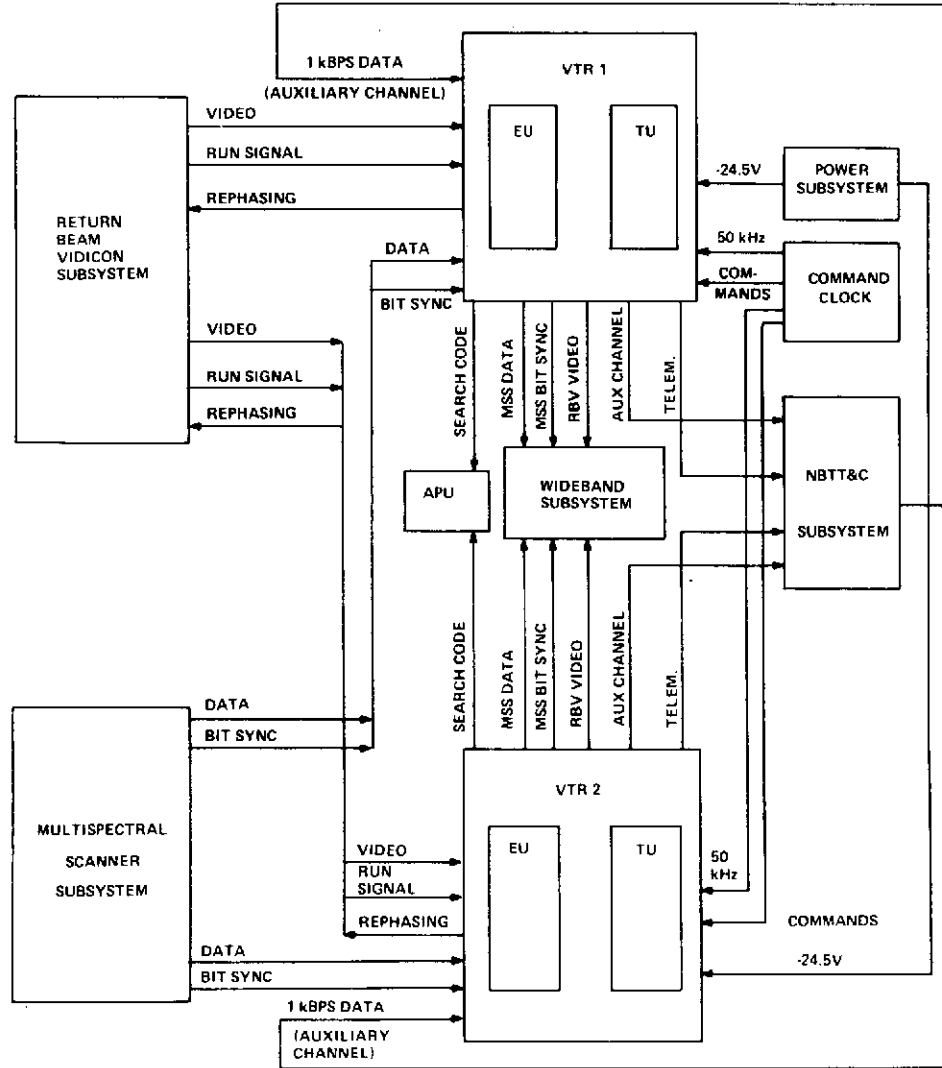 1 kBPS DATA
(AUXILIARY CHANNEL)
VTR 1
EU
TU
VIDEO
RUN SIGNAL
REPHASING
RETURN
BEAM
VIDICON
SUBSYSTEM
DATA
BIT SYNC
-24.5V
POWER
SUBSYSTEM
50 kHz
COM-
MANDS
COMMAND
CLOCK
VIDEO
RUN SIGNAL
REPHASING
SEARCH CODE
MSS DATA
MSS BIT SYNC
RBV VIDEO
AUX CHANNEL
TELEM.
APU
WIDEBAND
SUBSYSTEM
NBTT&C
SUBSYSTEM
SEARCH CODE
MSS DATA
MSS BIT SYNC
RBV VIDEO
AUX CHANNEL
TELEM.
DATA
BIT SYNC
MULTISPECTRAL
SCANNER
SUBSYSTEM
VTR 2
EU
TU
VIDEO
RUN
SIGNAL
REPHASING
DATA
BIT SYNC
1 kBPS DATA
(AUXILIARY
CHANNEL)
50
kHz
COMMANDS
-24.5V